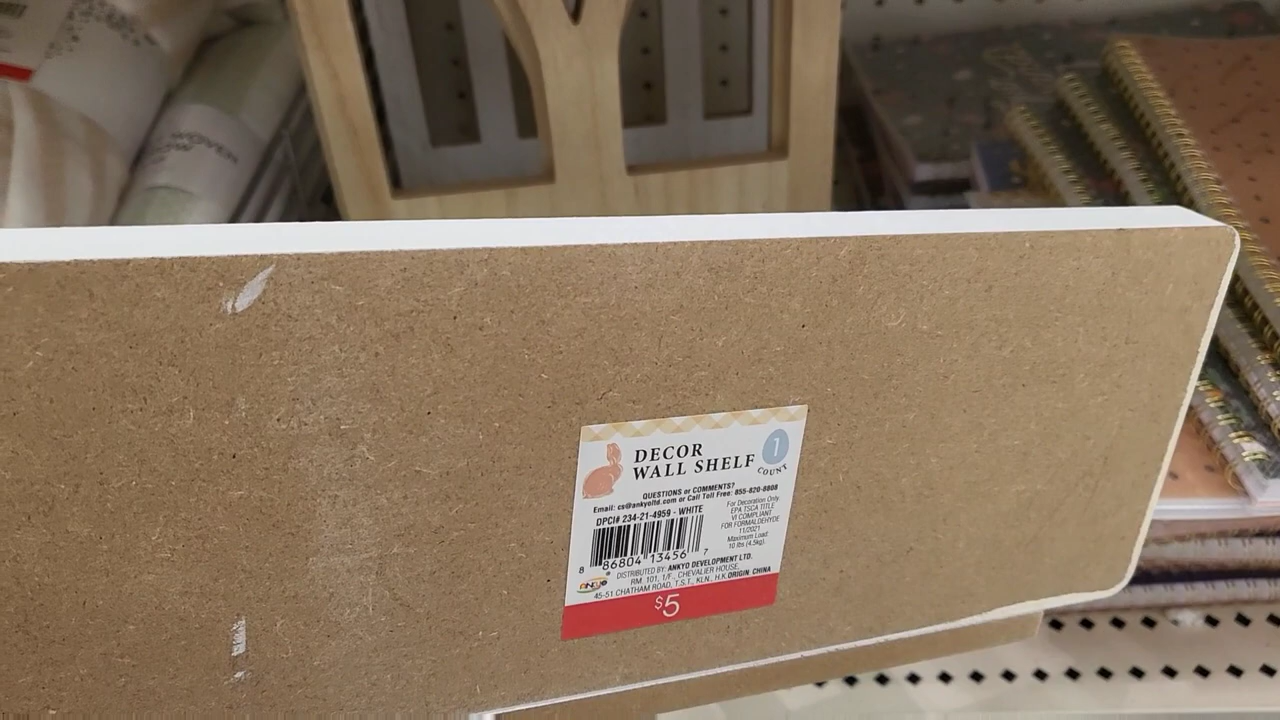 WOVEN
DECOR
WALL SHELF
1
COUNT
QUESTIONS or COMMENTS?
Email: cs@ankyoltd.com or Call Toll Free: 855-820-8808
DPCI# 234-21-4959 - WHITE
For Decoration Only.
EPA TSCA TITLE
VI COMPLIANT
FOR FORMALDEHYDE
11/2021
Maximum Load:
10 lbs (4.5kg).
8 86804 13456 7
ANKYO
DISTRIBUTED BY: ANKYO DEVELOPMENT LTD.
RM. 101, 1/F., CHEVALIER HOUSE,
45-51 CHATHAM ROAD, T.S.T., KLN., H.K. ORIGIN: CHINA
$5